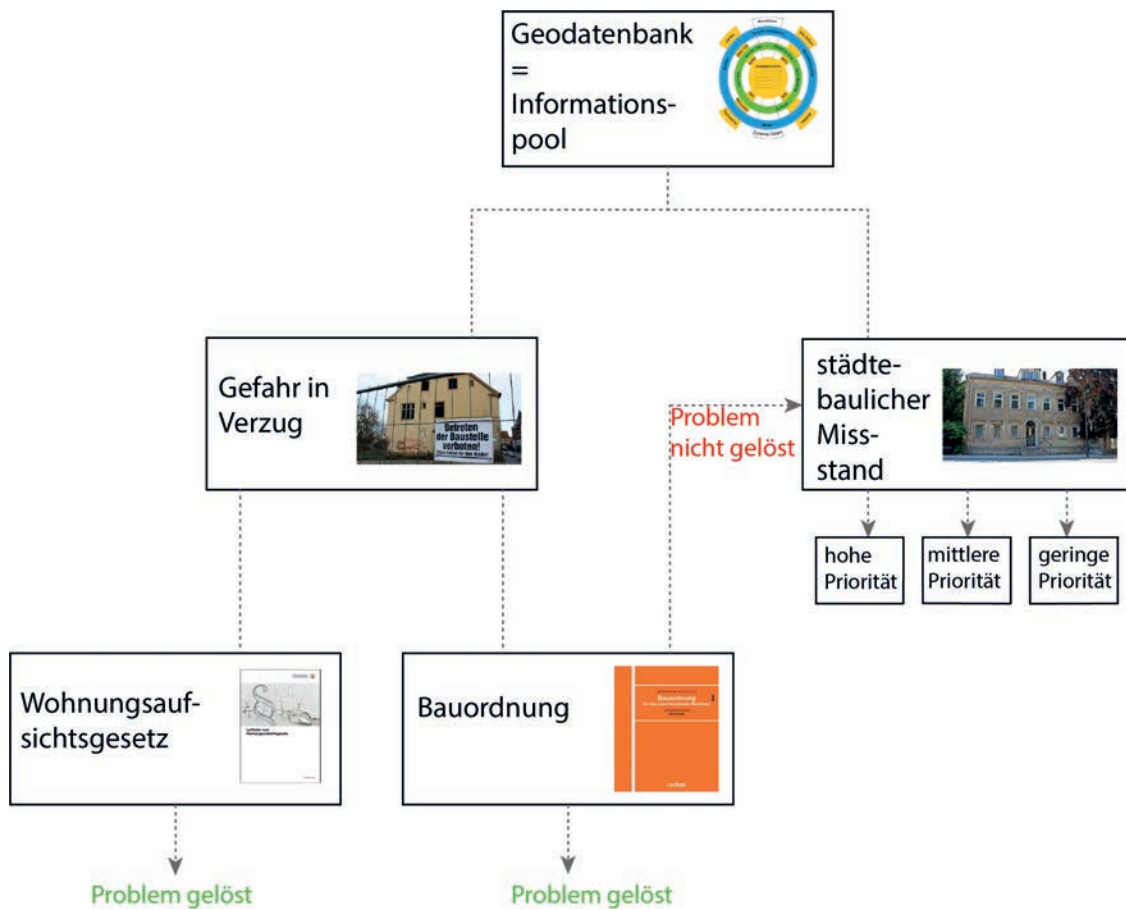 Geodatenbank
=
Informations-
pool
Gefahr in
Verzug
Betreten
der Baustelle
verboten!
städte-
baulicher
Miss-
stand
Problem
nicht gelöst
hohe
Priorität
mittlere
Priorität
geringe
Priorität
Wohnungsauf-
sichtsgesetz
Bauordnung
Bauordnung
Problem gelöst
Problem gelöst